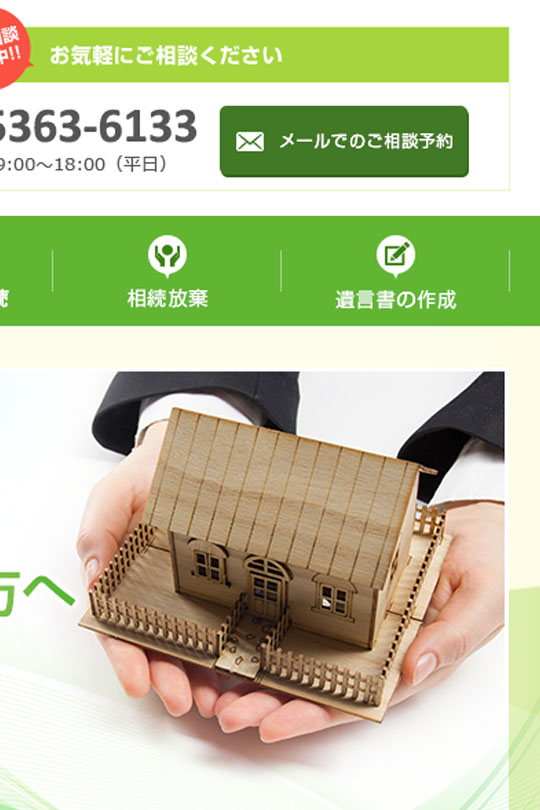 談
中!!
お気軽にご相談ください
5363-6133
9:00〜18:00（平日）
メールでのご相談予約
続
相続放棄
遺言書の作成
方へ